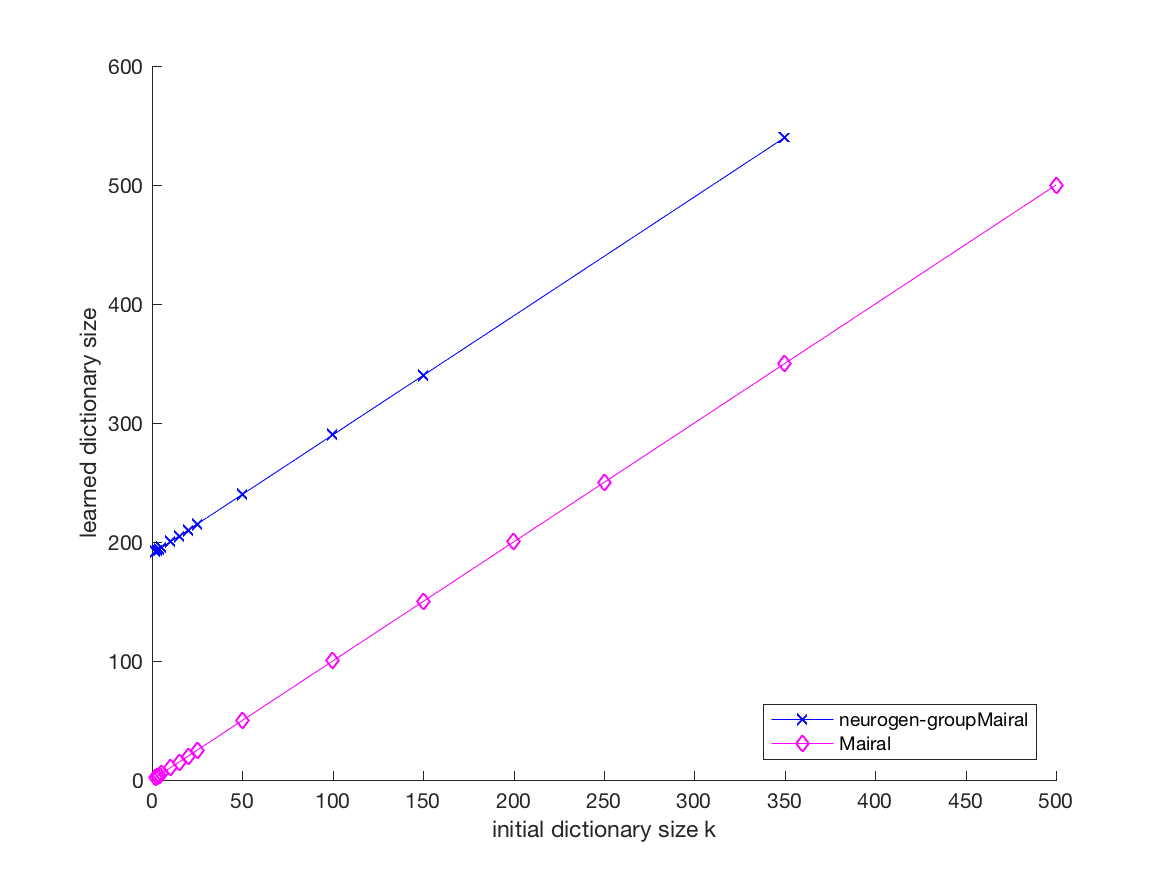 600
500
400
300
200
100
0
learned dictionary size
0 50 100 150 200 250 300 350 400 450 500
initial dictionary size k
neurogen-groupMairal
Mairal